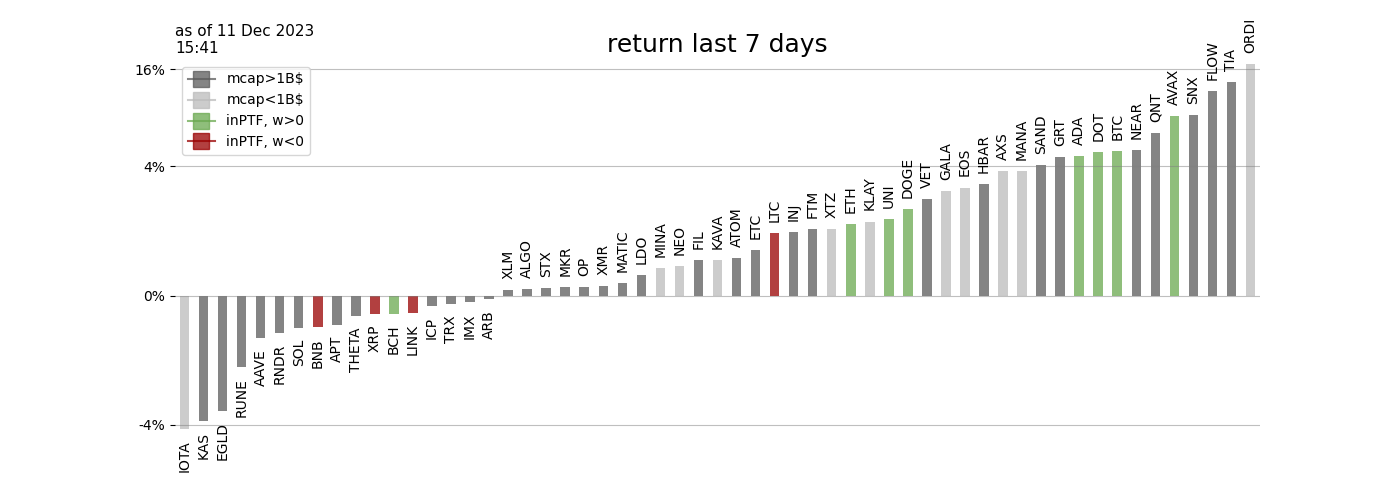 as of 11 Dec 2023
15:41
return last 7 days
16%
4%
0%
-4%
mcap>1B$
mcap<1B$
inPTF, w>0
inPTF, w<0
IOTA
KAS
EGLD
RUNE
AAVE
RNDR
SOL
BNB
APT
THETA
XRP
BCH
LINK
ICP
TRX
IMX
ARB
XLM
ALGO
STX
MKR
OP
XMR
MATIC
LDO
MINA
NEO
FIL
KAVA
ATOM
ETC
LTC
INJ
FTM
XTZ
ETH
KLAY
UNI
DOGE
VET
GALA
EOS
HBAR
AXS
MANA
SAND
GRT
ADA
DOT
BTC
NEAR
QNT
AVAX
SNX
FLOW
TIA
ORDI